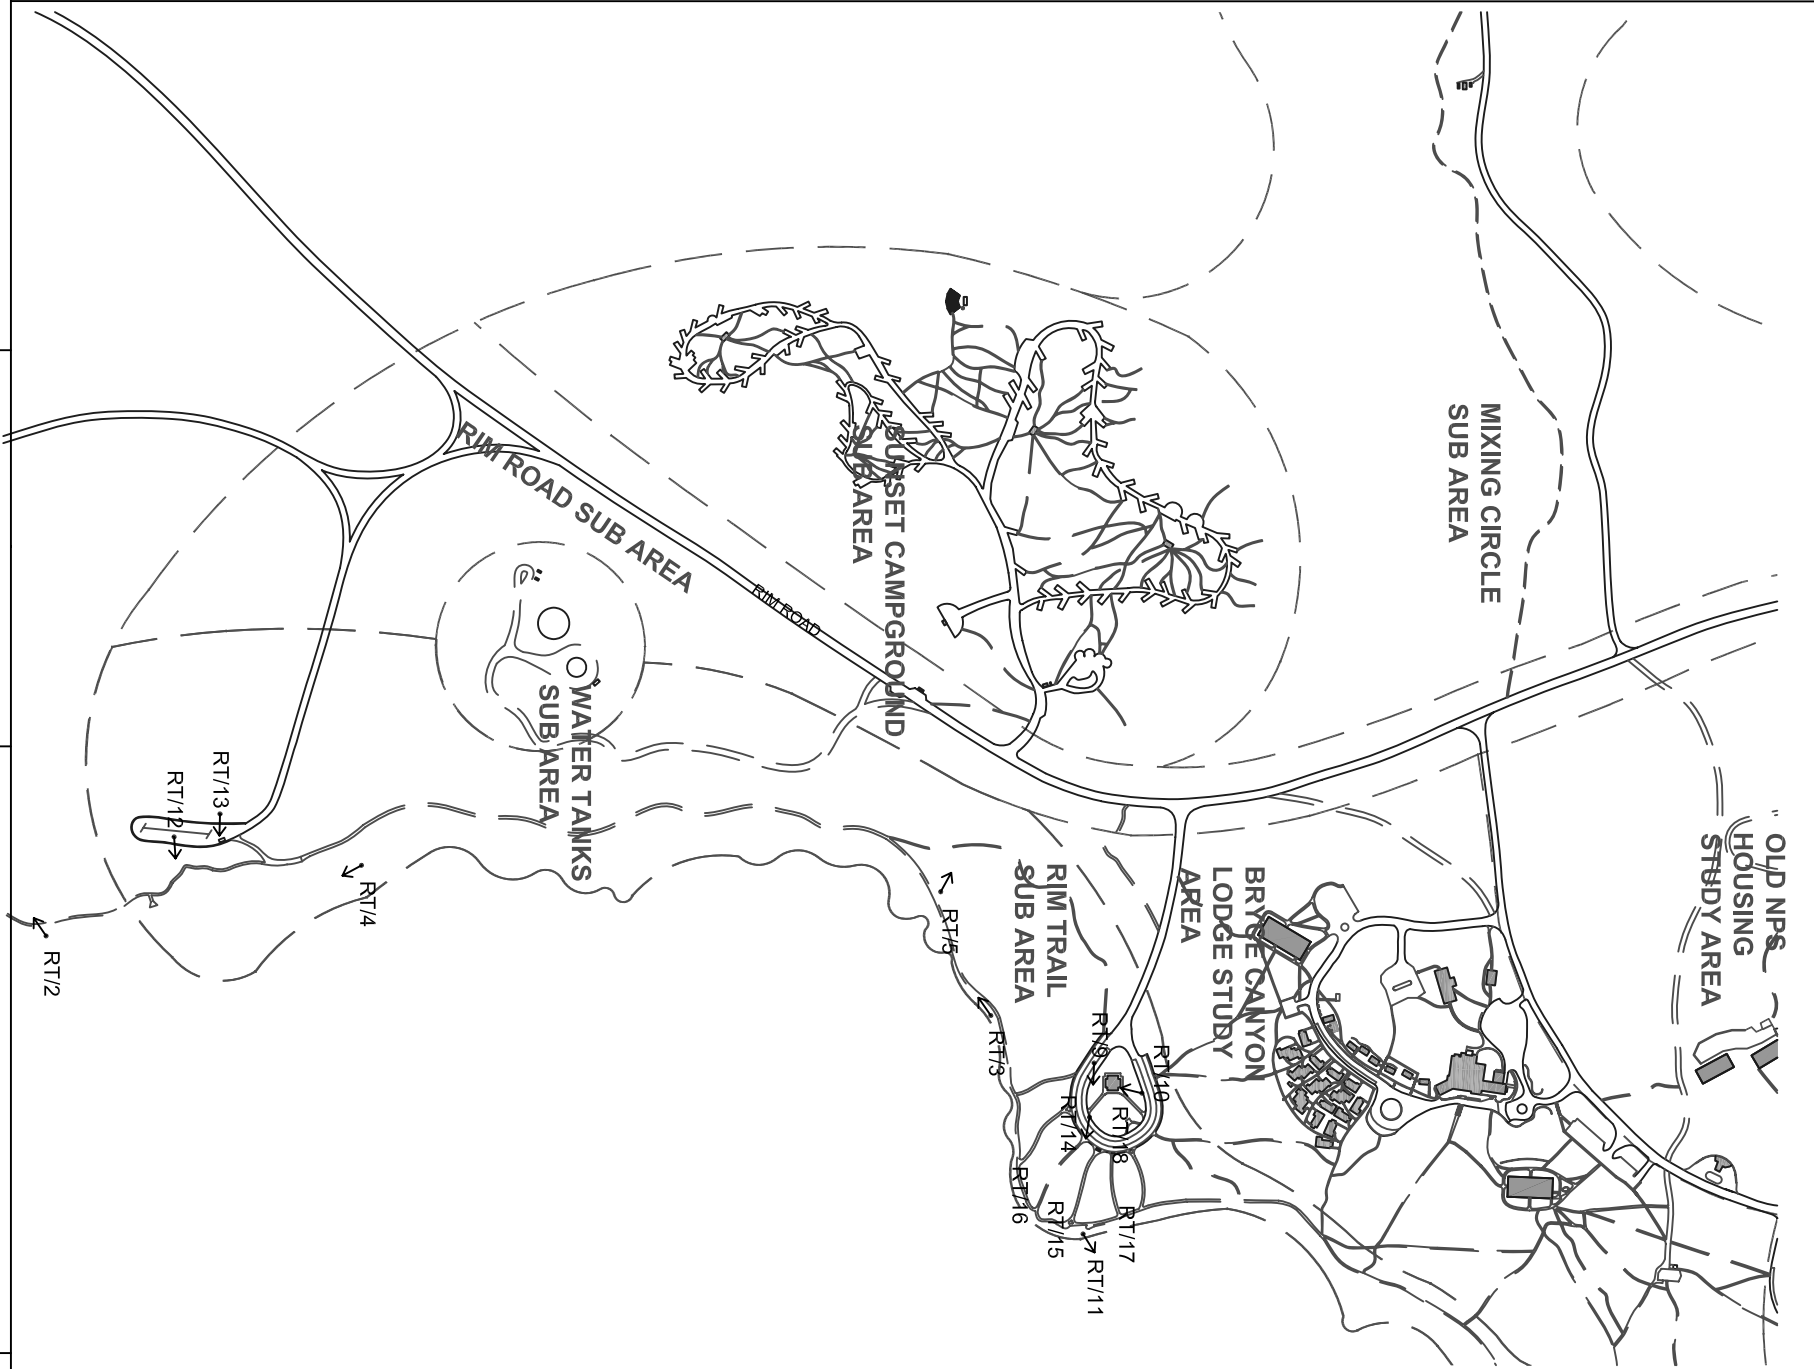 MIXING CIRCLE
SUB AREA
SUNSET CAMPGROUND
SUB AREA
RIM ROAD SUB AREA
RIM ROAD
WATER TANKS
SUB AREA
OLD NPS
HOUSING
STUDY AREA
BRYCE CANYON
LODGE STUDY
AREA
RIM TRAIL
SUB AREA
RT/13
RT/12
RT/4
RT/2
RT/5
RT/3
RT/9
RT/10
RT/14
RT/18
RT/16
RT/15
RT/17
RT/11